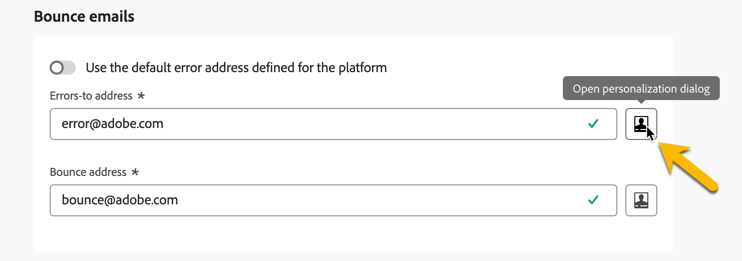 Bounce emails
Use the default error address defined for the platform
Errors-to address *
Open personalization dialog
error@adobe.com
Bounce address *
bounce@adobe.com